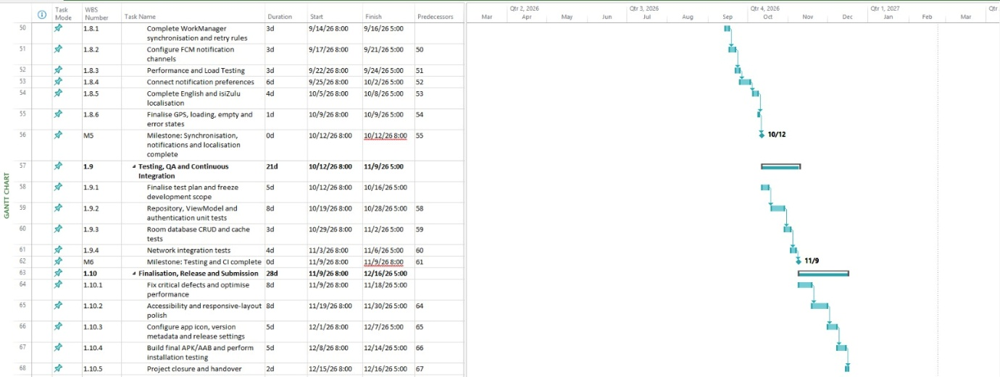 Task Mode WBS Number Task Name Duration Start Finish Predecessors
Qtr 2, 2026 Qtr 3, 2026 Qtr 4, 2026 Qtr 1, 2027 Qtr
Mar Apr May Jun Jul Aug Sep Oct Nov Dec Jan Feb Mar
GANTT CHART
50 1.8.1 Complete WorkManager 3d 9/14/26 8:00 9/16/26 5:00
synchronisation and retry rules
51 1.8.2 Configure FCM notification 3d 9/17/26 8:00 9/21/26 5:00 50
channels
52 1.8.3 Performance and Load Testing 3d 9/22/26 8:00 9/24/26 5:00 51
53 1.8.4 Connect notification preferences 6d 9/25/26 8:00 10/2/26 5:00 52
54 1.8.5 Complete English and isiZulu 4d 10/5/26 8:00 10/8/26 5:00 53
localisation
55 1.8.6 Finalise GPS, loading, empty and 1d 10/9/26 8:00 10/9/26 5:00 54
error states
56 M5 Milestone: Synchronisation, 0d 10/12/26 8:00 10/12/26 8:00 55 10/12
notifications and localisation
complete
57 1.9 Testing, QA and Continuous 21d 10/12/26 8:00 11/9/26 5:00
Integration
58 1.9.1 Finalise test plan and freeze 5d 10/12/26 8:00 10/16/26 5:00
development scope
59 1.9.2 Repository, ViewModel and 8d 10/19/26 8:00 10/28/26 5:00 58
authentication unit tests
60 1.9.3 Room database CRUD and cache 3d 10/29/26 8:00 11/2/26 5:00 59
tests
61 1.9.4 Network integration tests 4d 11/3/26 8:00 11/6/26 5:00 60
62 M6 Milestone: Testing and CI complete 0d 11/9/26 8:00 11/9/26 8:00 61 11/9
63 1.10 Finalisation, Release and Submission 28d 11/9/26 8:00 12/16/26 5:00
64 1.10.1 Fix critical defects and optimise 8d 11/9/26 8:00 11/18/26 5:00
performance
65 1.10.2 Accessibility and responsive-layout 8d 11/19/26 8:00 11/30/26 5:00 64
polish
66 1.10.3 Configure app icon, version 5d 12/1/26 8:00 12/7/26 5:00 65
metadata and release settings
67 1.10.4 Build final APK/AAB and perform 5d 12/8/26 8:00 12/14/26 5:00 66
installation testing
68 1.10.5 Project closure and handover 2d 12/15/26 8:00 12/16/26 5:00 67